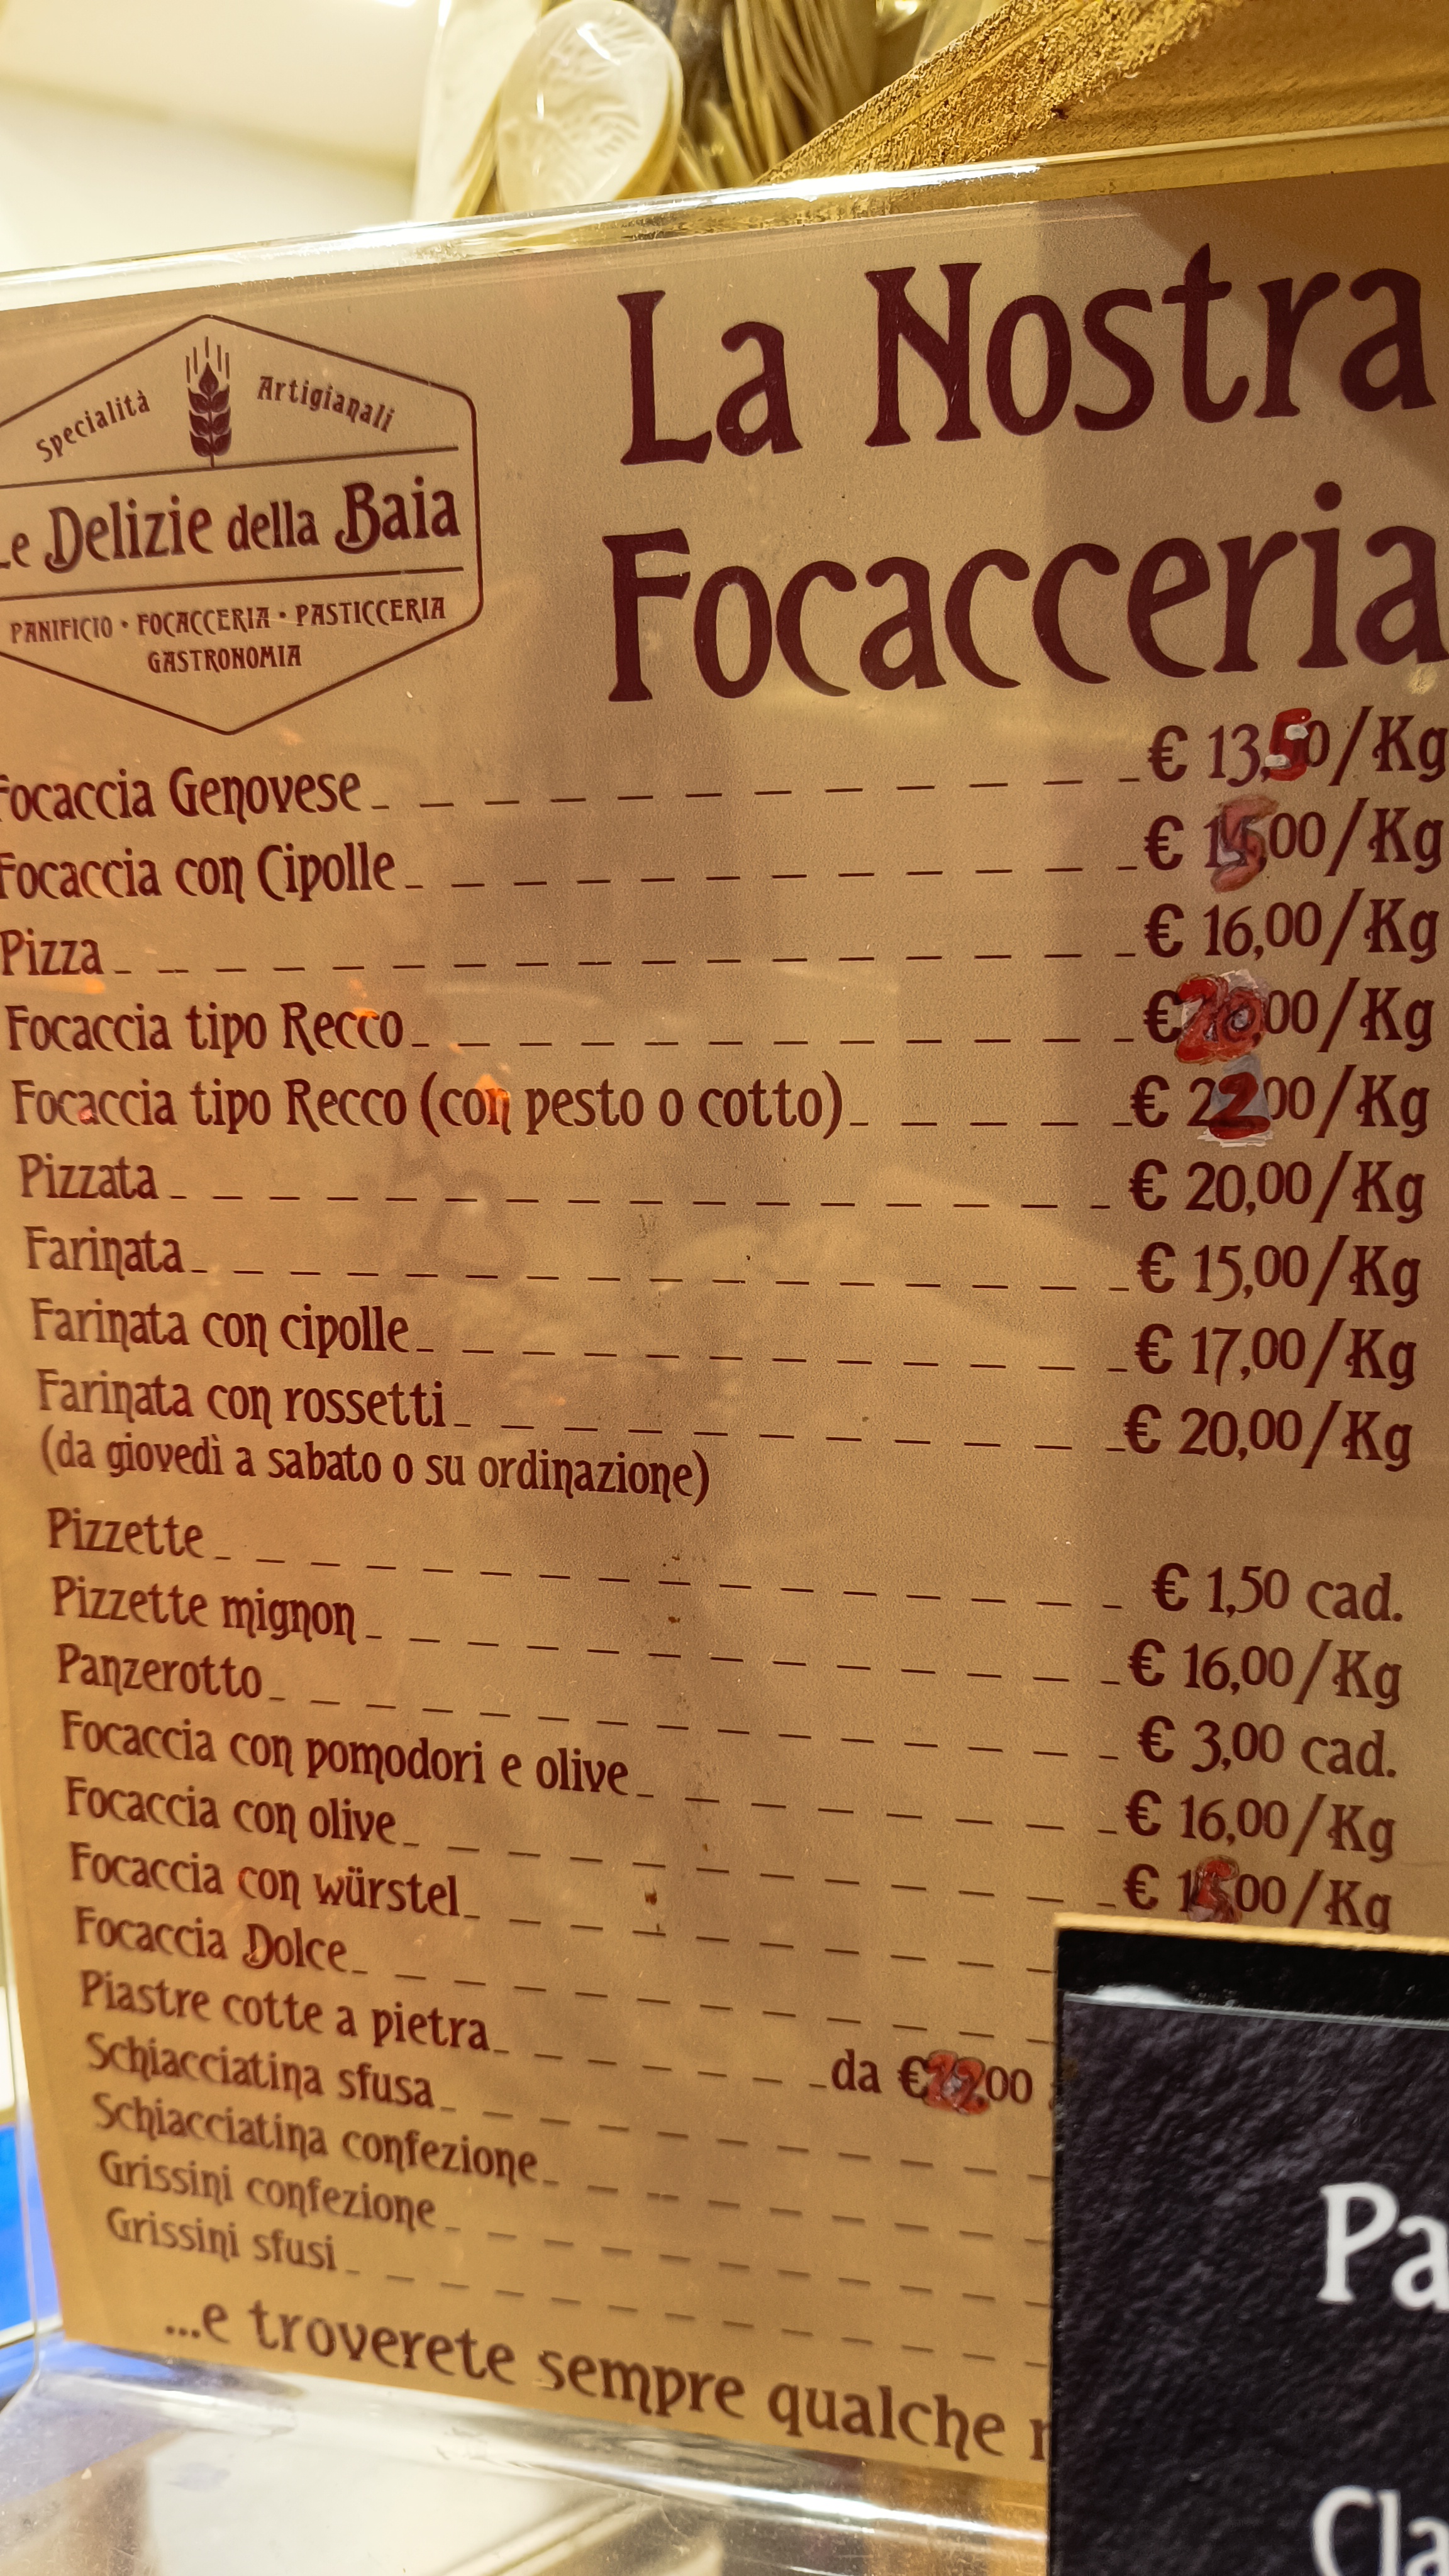 Specialità Artigianali
Le Delizie della Baia
PANIFICIO • FOCACCERIA • PASTICCERIA
GASTRONOMIA
La Nostra
Focacceria
Focaccia Genovese € 13,50/Kg
Focaccia con Cipolle € 15,00/Kg
Pizza € 16,00/Kg
Focaccia tipo Recco € 20,00/Kg
Focaccia tipo Recco (con pesto o cotto) € 22,00/Kg
Pizzata € 20,00/Kg
Farinata € 15,00/Kg
Farinata con cipolle € 17,00/Kg
Farinata con rossetti € 20,00/Kg
(da giovedì a sabato o su ordinazione)
Pizzette € 1,50 cad.
Pizzette mignon € 16,00/Kg
Panzerotto € 3,00 cad.
Focaccia con pomodori e olive € 16,00/Kg
Focaccia con olive € 15,00/Kg
Focaccia con würstel
Focaccia Dolce
Piastre cotte a pietra da € 22,00
Schiacciatina sfusa
Schiacciatina confezione
Grissini confezione
Grissini sfusi
...e troverete sempre qualche
Pa
Cla